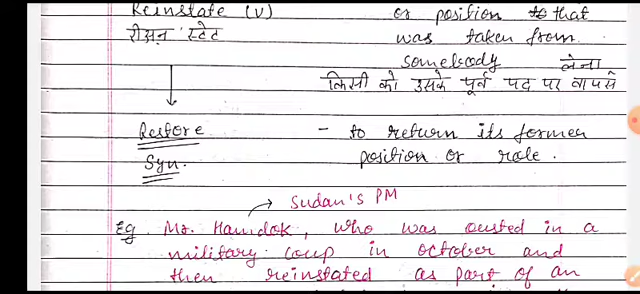 Reinstate (v) or position to that
रीअन स्टेट was taken from
somebody लेना
किसी को उसके पूर्व पद पर वापस
Restore - to return its former
Syn. position or role.
Sudan's PM
Eg Mr. Hamdok, who was ousted in a
military coup in october and
then reinstated as part of an